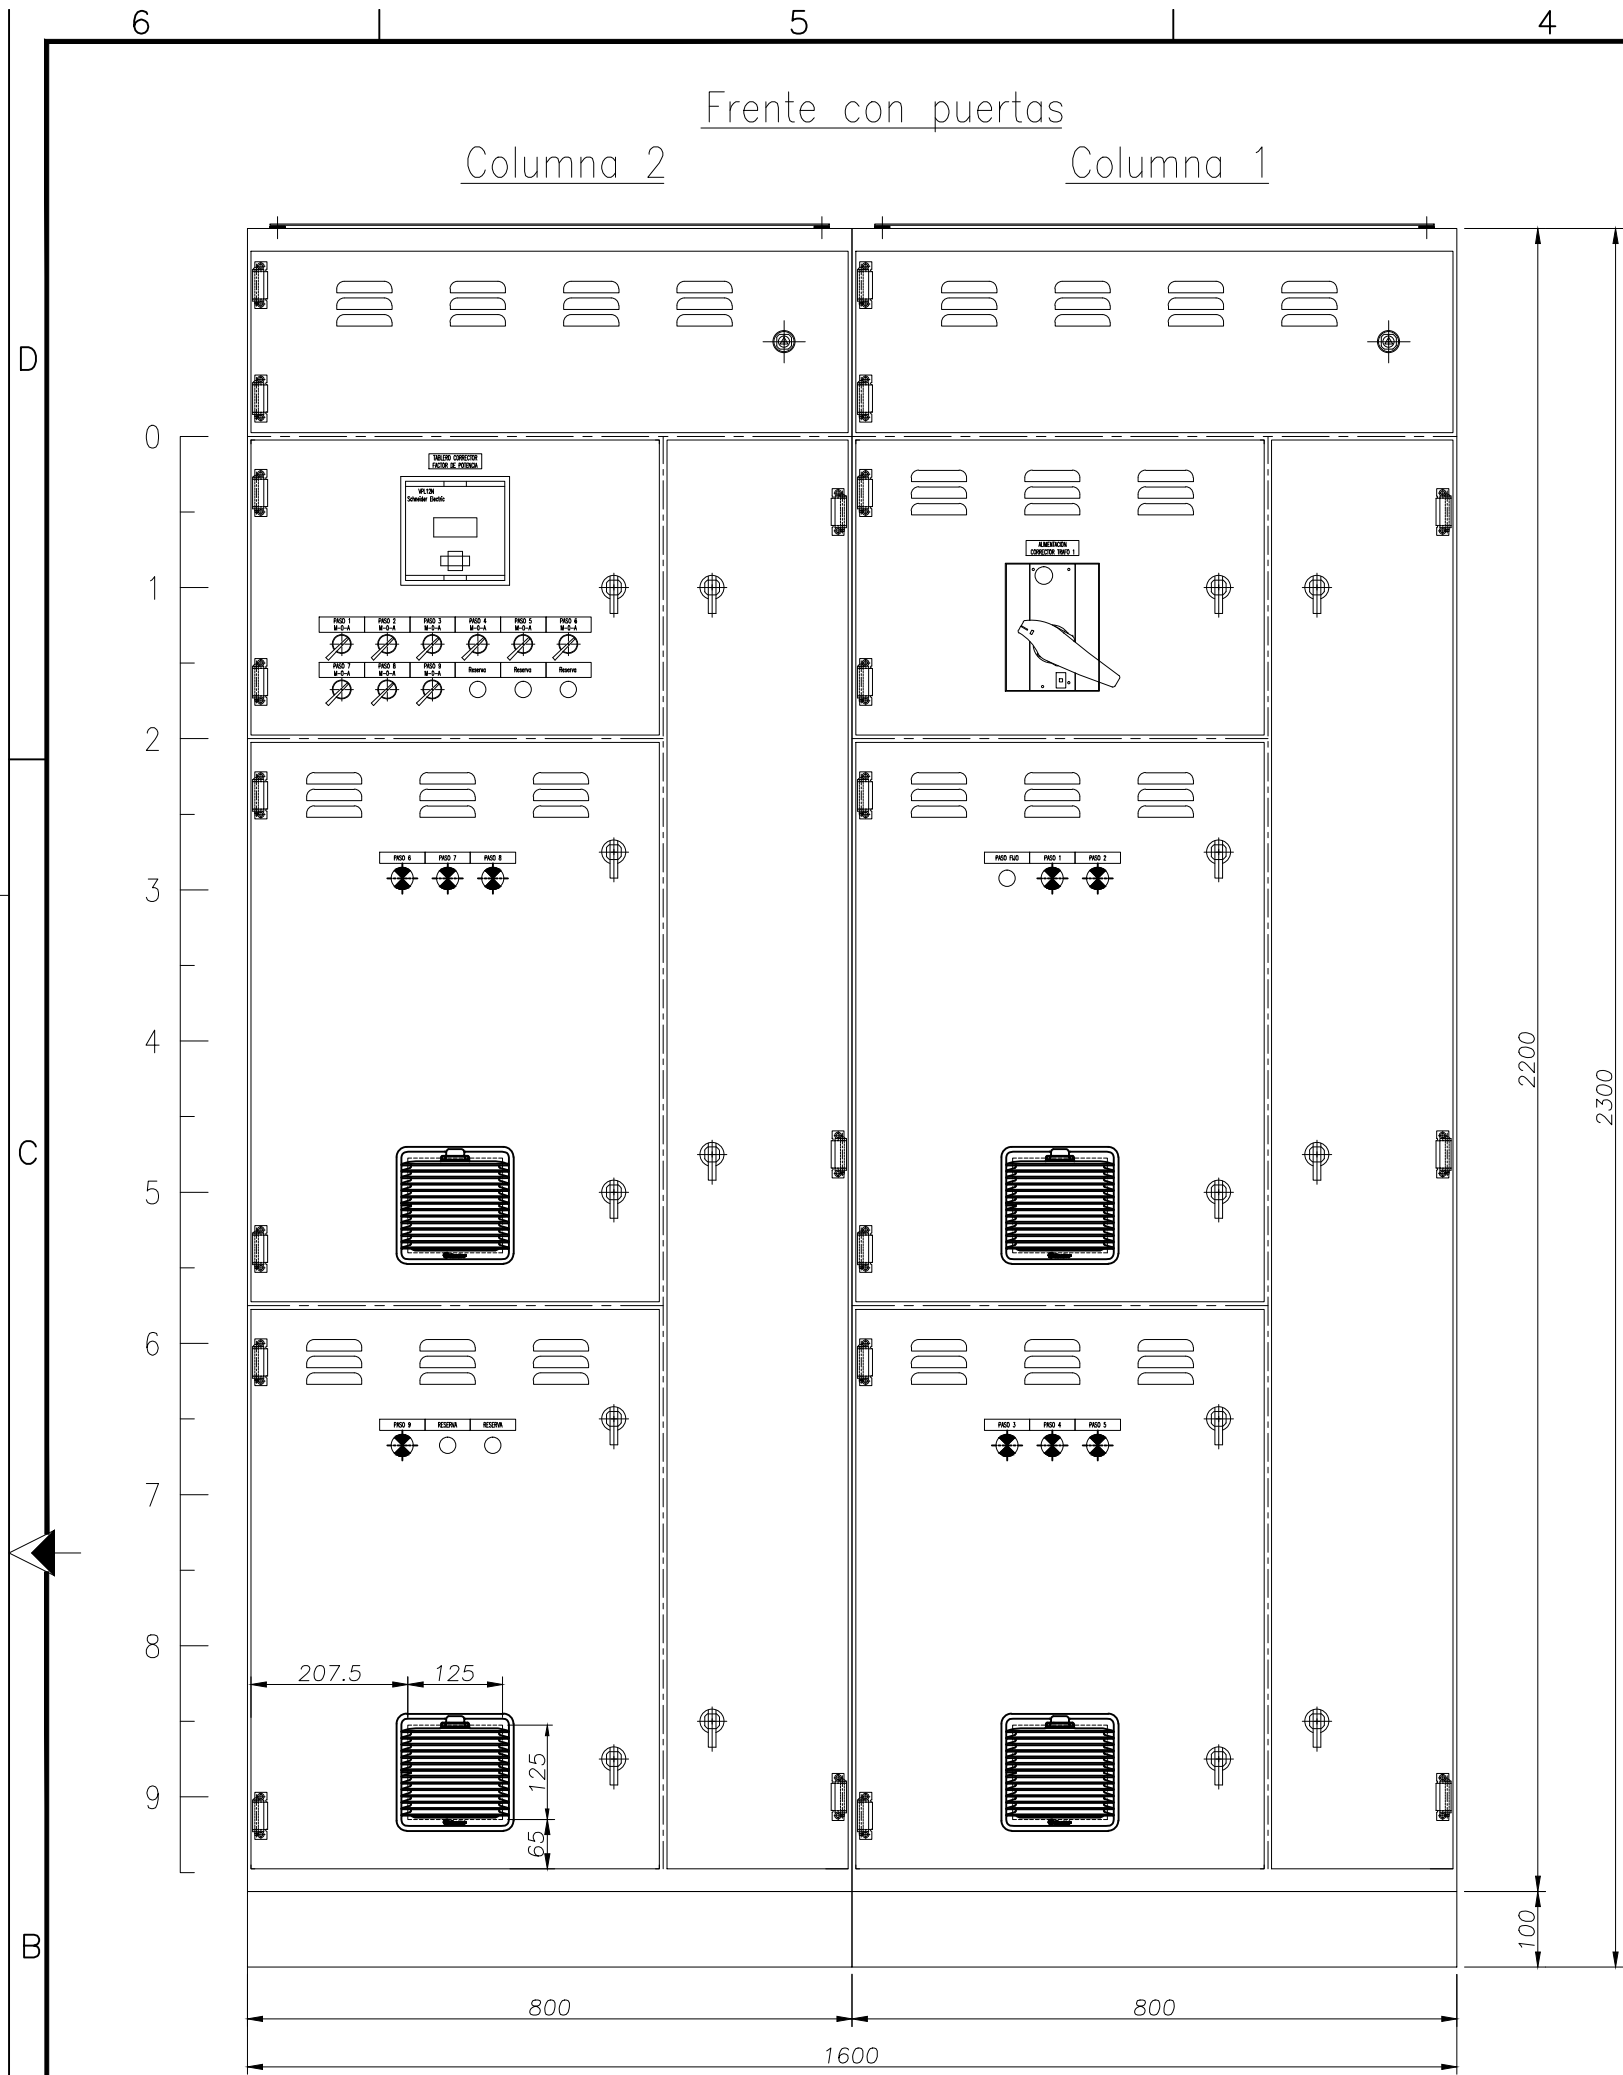 6 5 4
Frente con puertas
Columna 2 Columna 1
D
0
TABLERO CORRECTOR
FACTOR DE POTENCIA
VPL12N
Schneider Electric
ALIMENTACION
CORRECTOR TRAFO 1
1
PASO 1 PASO 2 PASO 3 PASO 4 PASO 5 PASO 6
M-O-A M-O-A M-O-A M-O-A M-O-A M-O-A
PASO 7 PASO 8 PASO 9 Reserva Reserva Reserva
M-O-A M-O-A M-O-A
2
PASO 6 PASO 7 PASO 8 PASO FIJO PASO 1 PASO 2
3
4
2200
2300
C
5
6
PASO 9 RESERVA RESERVA PASO 3 PASO 4 PASO 5
7
8
207.5 125
125
9
65
100
B
800 800
1600